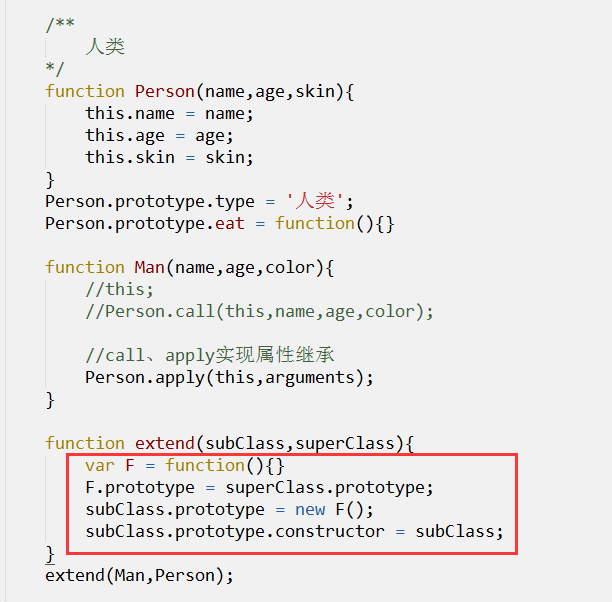 /**
    人类
*/
function Person(name,age,skin){
    this.name = name;
    this.age = age;
    this.skin = skin;
}
Person.prototype.type = '人类';
Person.prototype.eat = function(){}

function Man(name,age,color){
    //this;
    //Person.call(this,name,age,color);

    //call、apply实现属性继承
    Person.apply(this,arguments);
}

function extend(subClass,superClass){
    var F = function(){}
    F.prototype = superClass.prototype;
    subClass.prototype = new F();
    subClass.prototype.constructor = subClass;
}
extend(Man,Person);